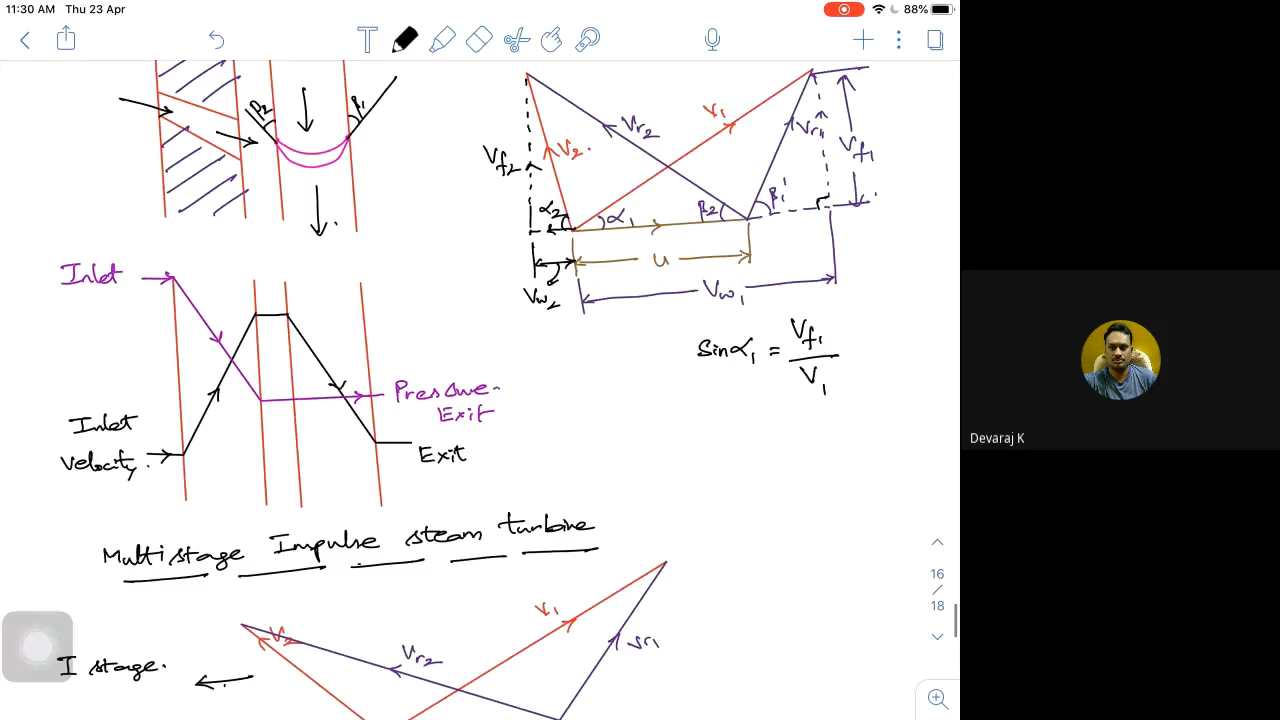 11:30 AM Thu 23 Apr
88%
T
β2
β1
V2
Vr2
V1
Vr1
Vf1
Vf2
α2
α1
β2
β1'
u
Vw2
Vw1
Sinα1 = Vf1 / V1
Inlet
Pressure
Exit
Inlet
Velocity
Exit
Multistage Impulse steam turbine
I stage.
V2
Vr2
V1
Vr1
16
/
18
Devaraj K